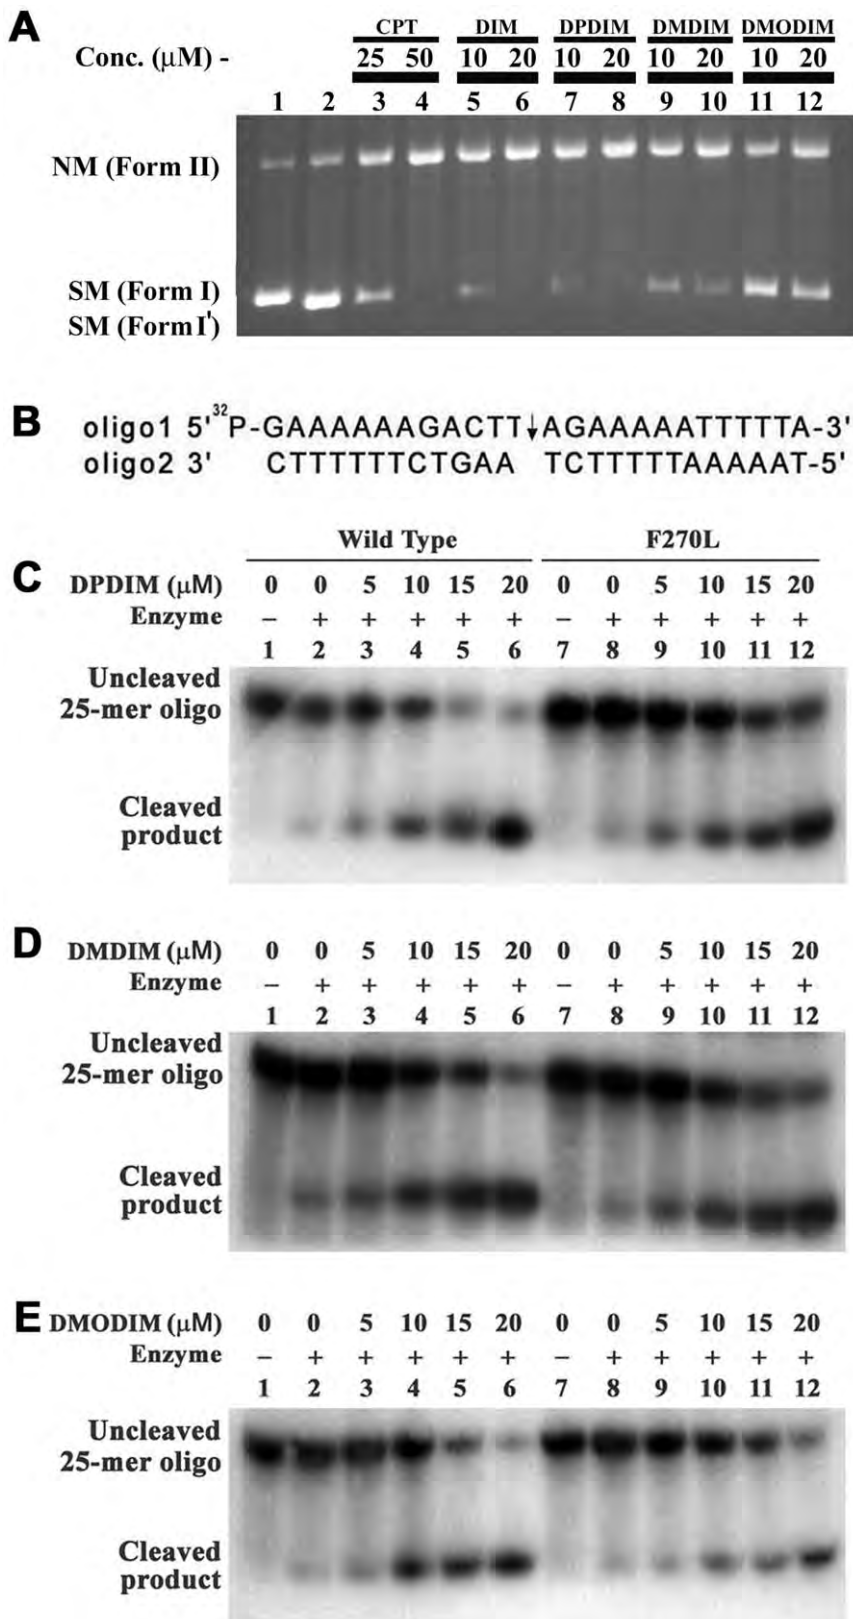 A
CPT DIM DPDIM DMDIM DMODIM
Conc. (μM) - 25 50 10 20 10 20 10 20 10 20
1 2 3 4 5 6 7 8 9 10 11 12
NM (Form II)
SM (Form I)
SM (Form I')
B
oligo1 5' ³²P-GAAAAAAGACTT↓AGAAAAATTTTTA-3'
oligo2 3' CTTTTTTCTGAA TCTTTTTAAAAAT-5'
Wild Type F270L
C DPDIM (μM) 0 0 5 10 15 20 0 0 5 10 15 20
Enzyme − + + + + + − + + + + +
1 2 3 4 5 6 7 8 9 10 11 12
Uncleaved
25-mer oligo
Cleaved
product
D DMDIM (μM) 0 0 5 10 15 20 0 0 5 10 15 20
Enzyme − + + + + + − + + + + +
1 2 3 4 5 6 7 8 9 10 11 12
Uncleaved
25-mer oligo
Cleaved
product
E DMODIM (μM) 0 0 5 10 15 20 0 0 5 10 15 20
Enzyme − + + + + + − + + + + +
1 2 3 4 5 6 7 8 9 10 11 12
Uncleaved
25-mer oligo
Cleaved
product